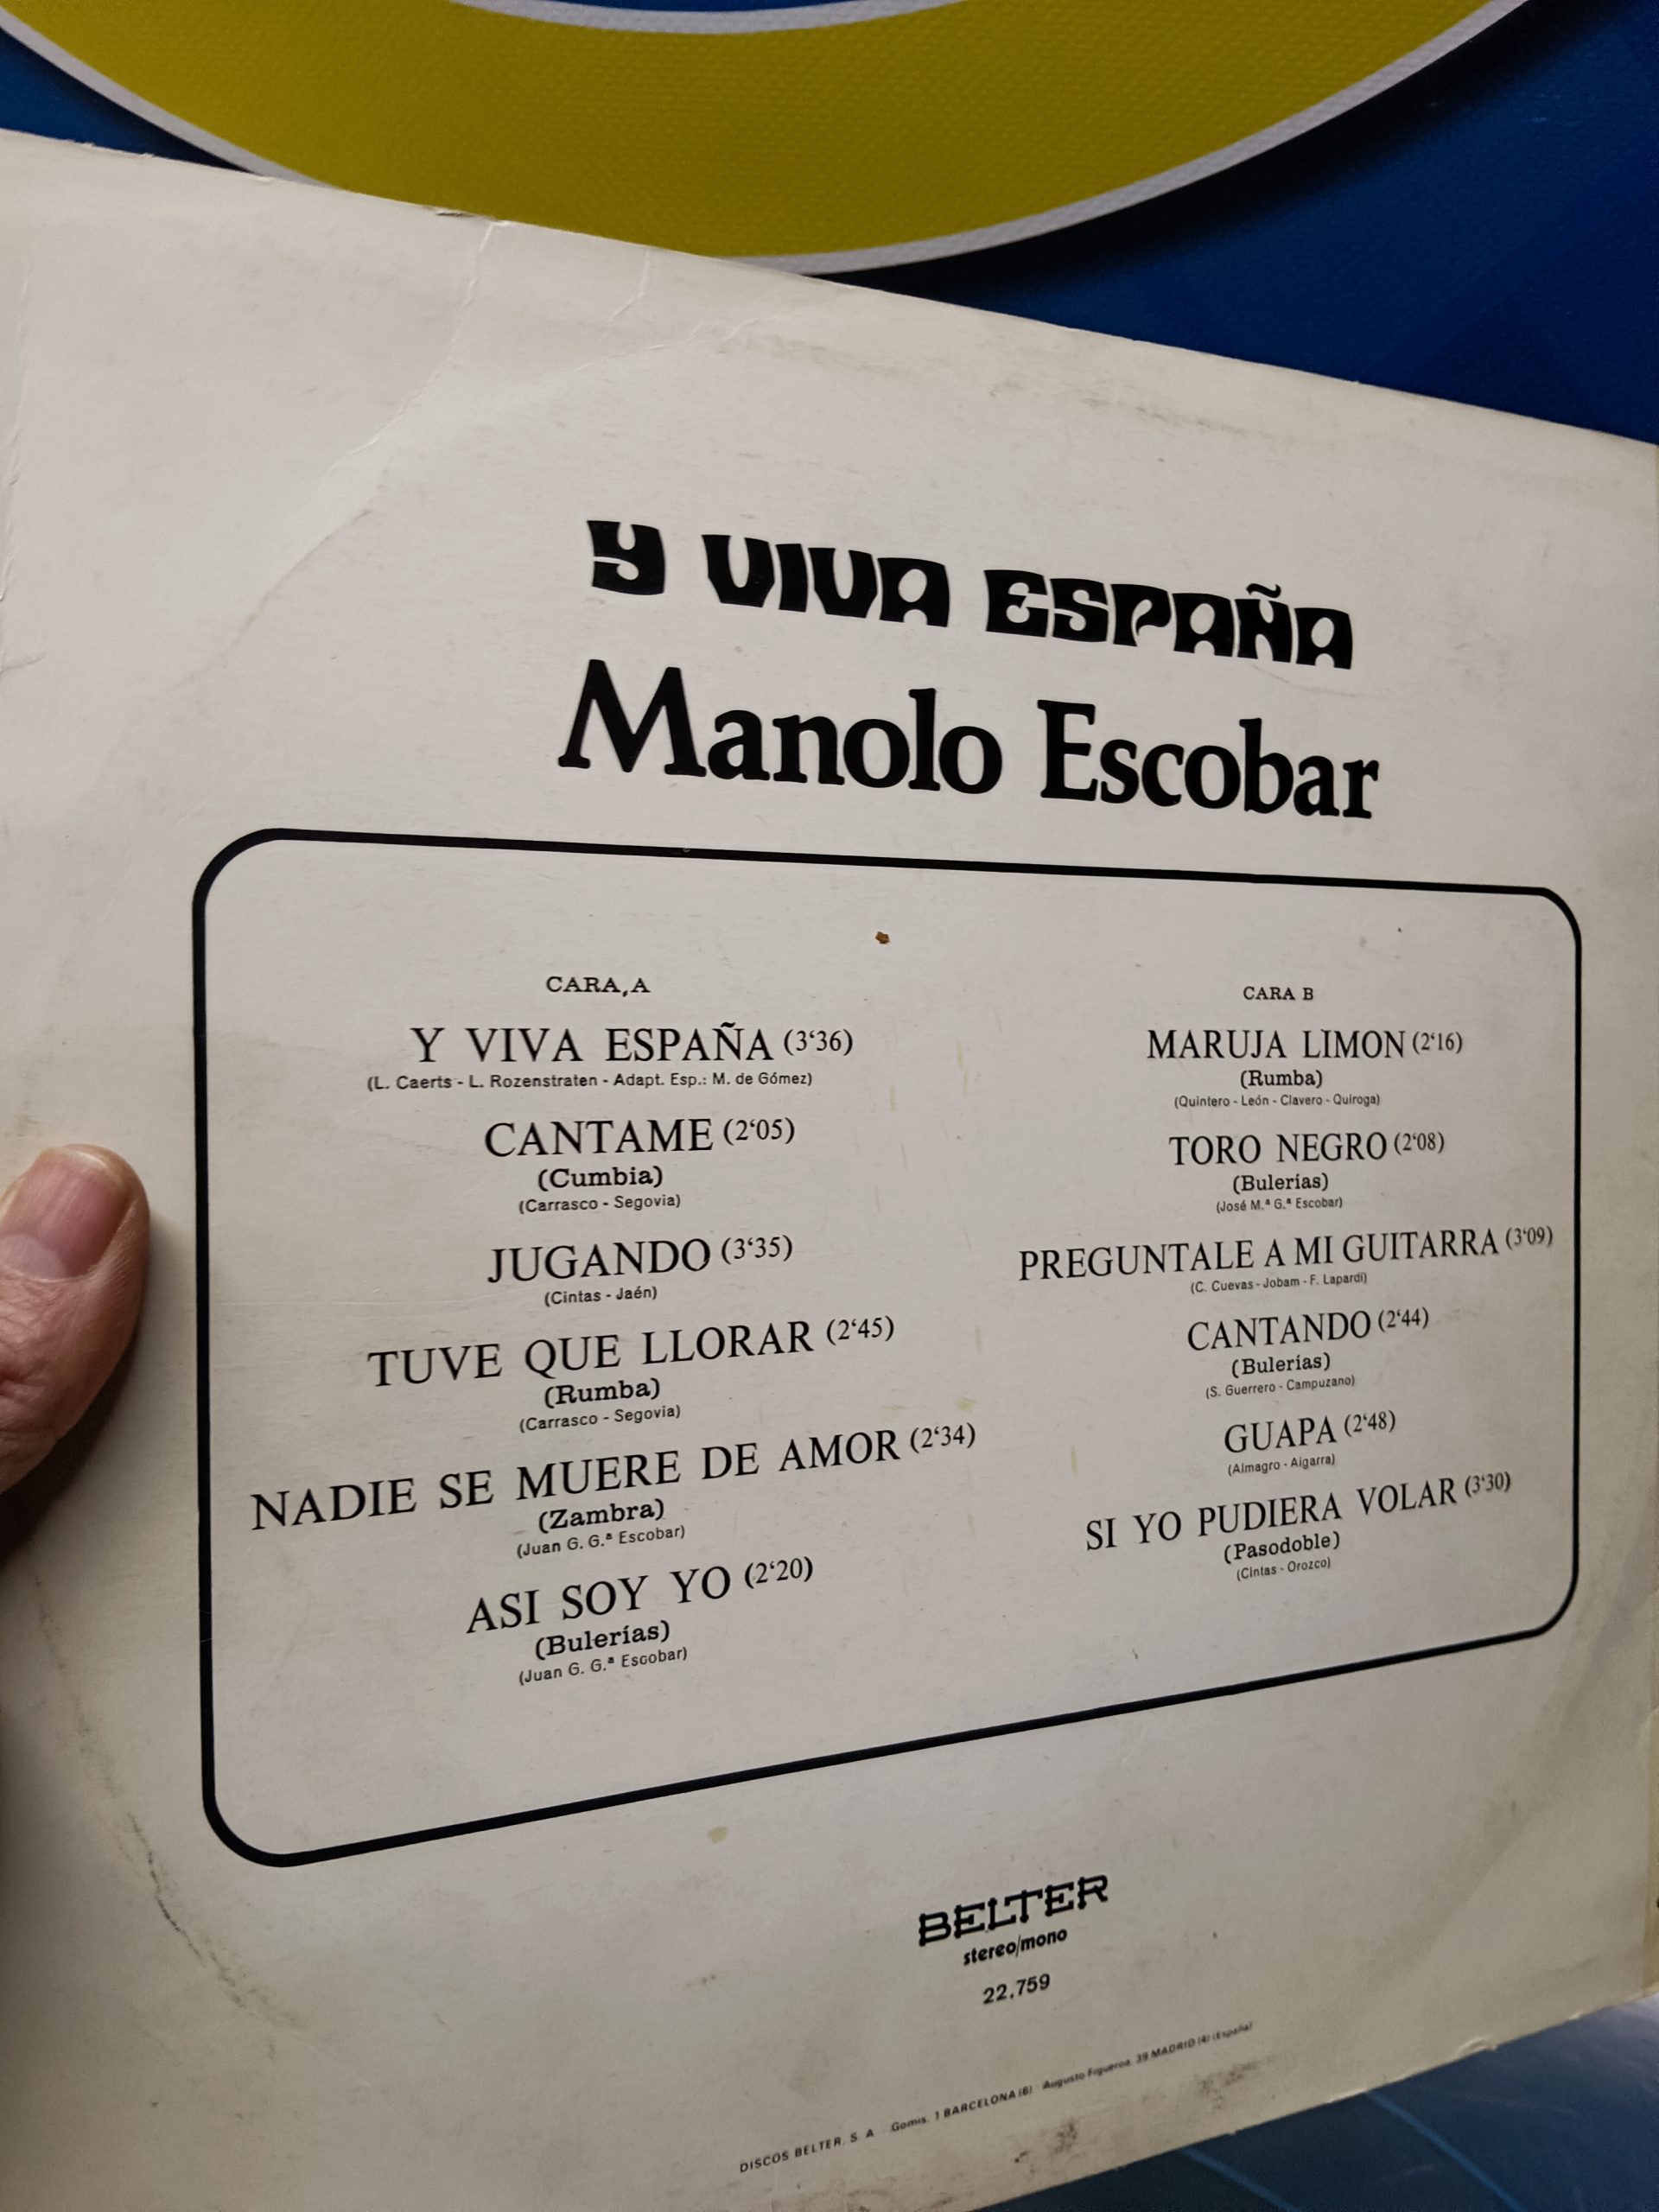 Y VIVA ESPAÑA
Manolo Escobar
CARA, A
Y VIVA ESPAÑA (3‘36)
(L. Caerts - L. Rozenstraten - Adapt. Esp.: M. de Gómez)
CANTAME (2‘05)
(Cumbia)
(Carrasco - Segovia)
JUGANDO (3‘35)
(Cintas - Jaén)
TUVE QUE LLORAR (2‘45)
(Rumba)
(Carrasco - Segovia)
NADIE SE MUERE DE AMOR (2‘34)
(Zambra)
(Juan G. G.ª Escobar)
ASI SOY YO (2‘20)
(Bulerías)
(Juan G. G.ª Escobar)
CARA B
MARUJA LIMON (2‘16)
(Rumba)
(Quintero - León - Clavero - Quiroga)
TORO NEGRO (2‘08)
(Bulerías)
(José M.ª G.ª Escobar)
PREGUNTALE A MI GUITARRA (3‘09)
(C. Cuevas - Jobam - F. Lapardi)
CANTANDO (2‘44)
(Bulerías)
(S. Guerrero - Campuzano)
GUAPA (2‘48)
(Almagro - Algarra)
SI YO PUDIERA VOLAR (3‘30)
(Pasodoble)
(Cintas - Orozco)
BELTER
stereo/mono
22.759
DISCOS BELTER. S. A Gomis. 1 BARCELONA (6) Augusto Figueroa. 39 MADRID (4) (España)